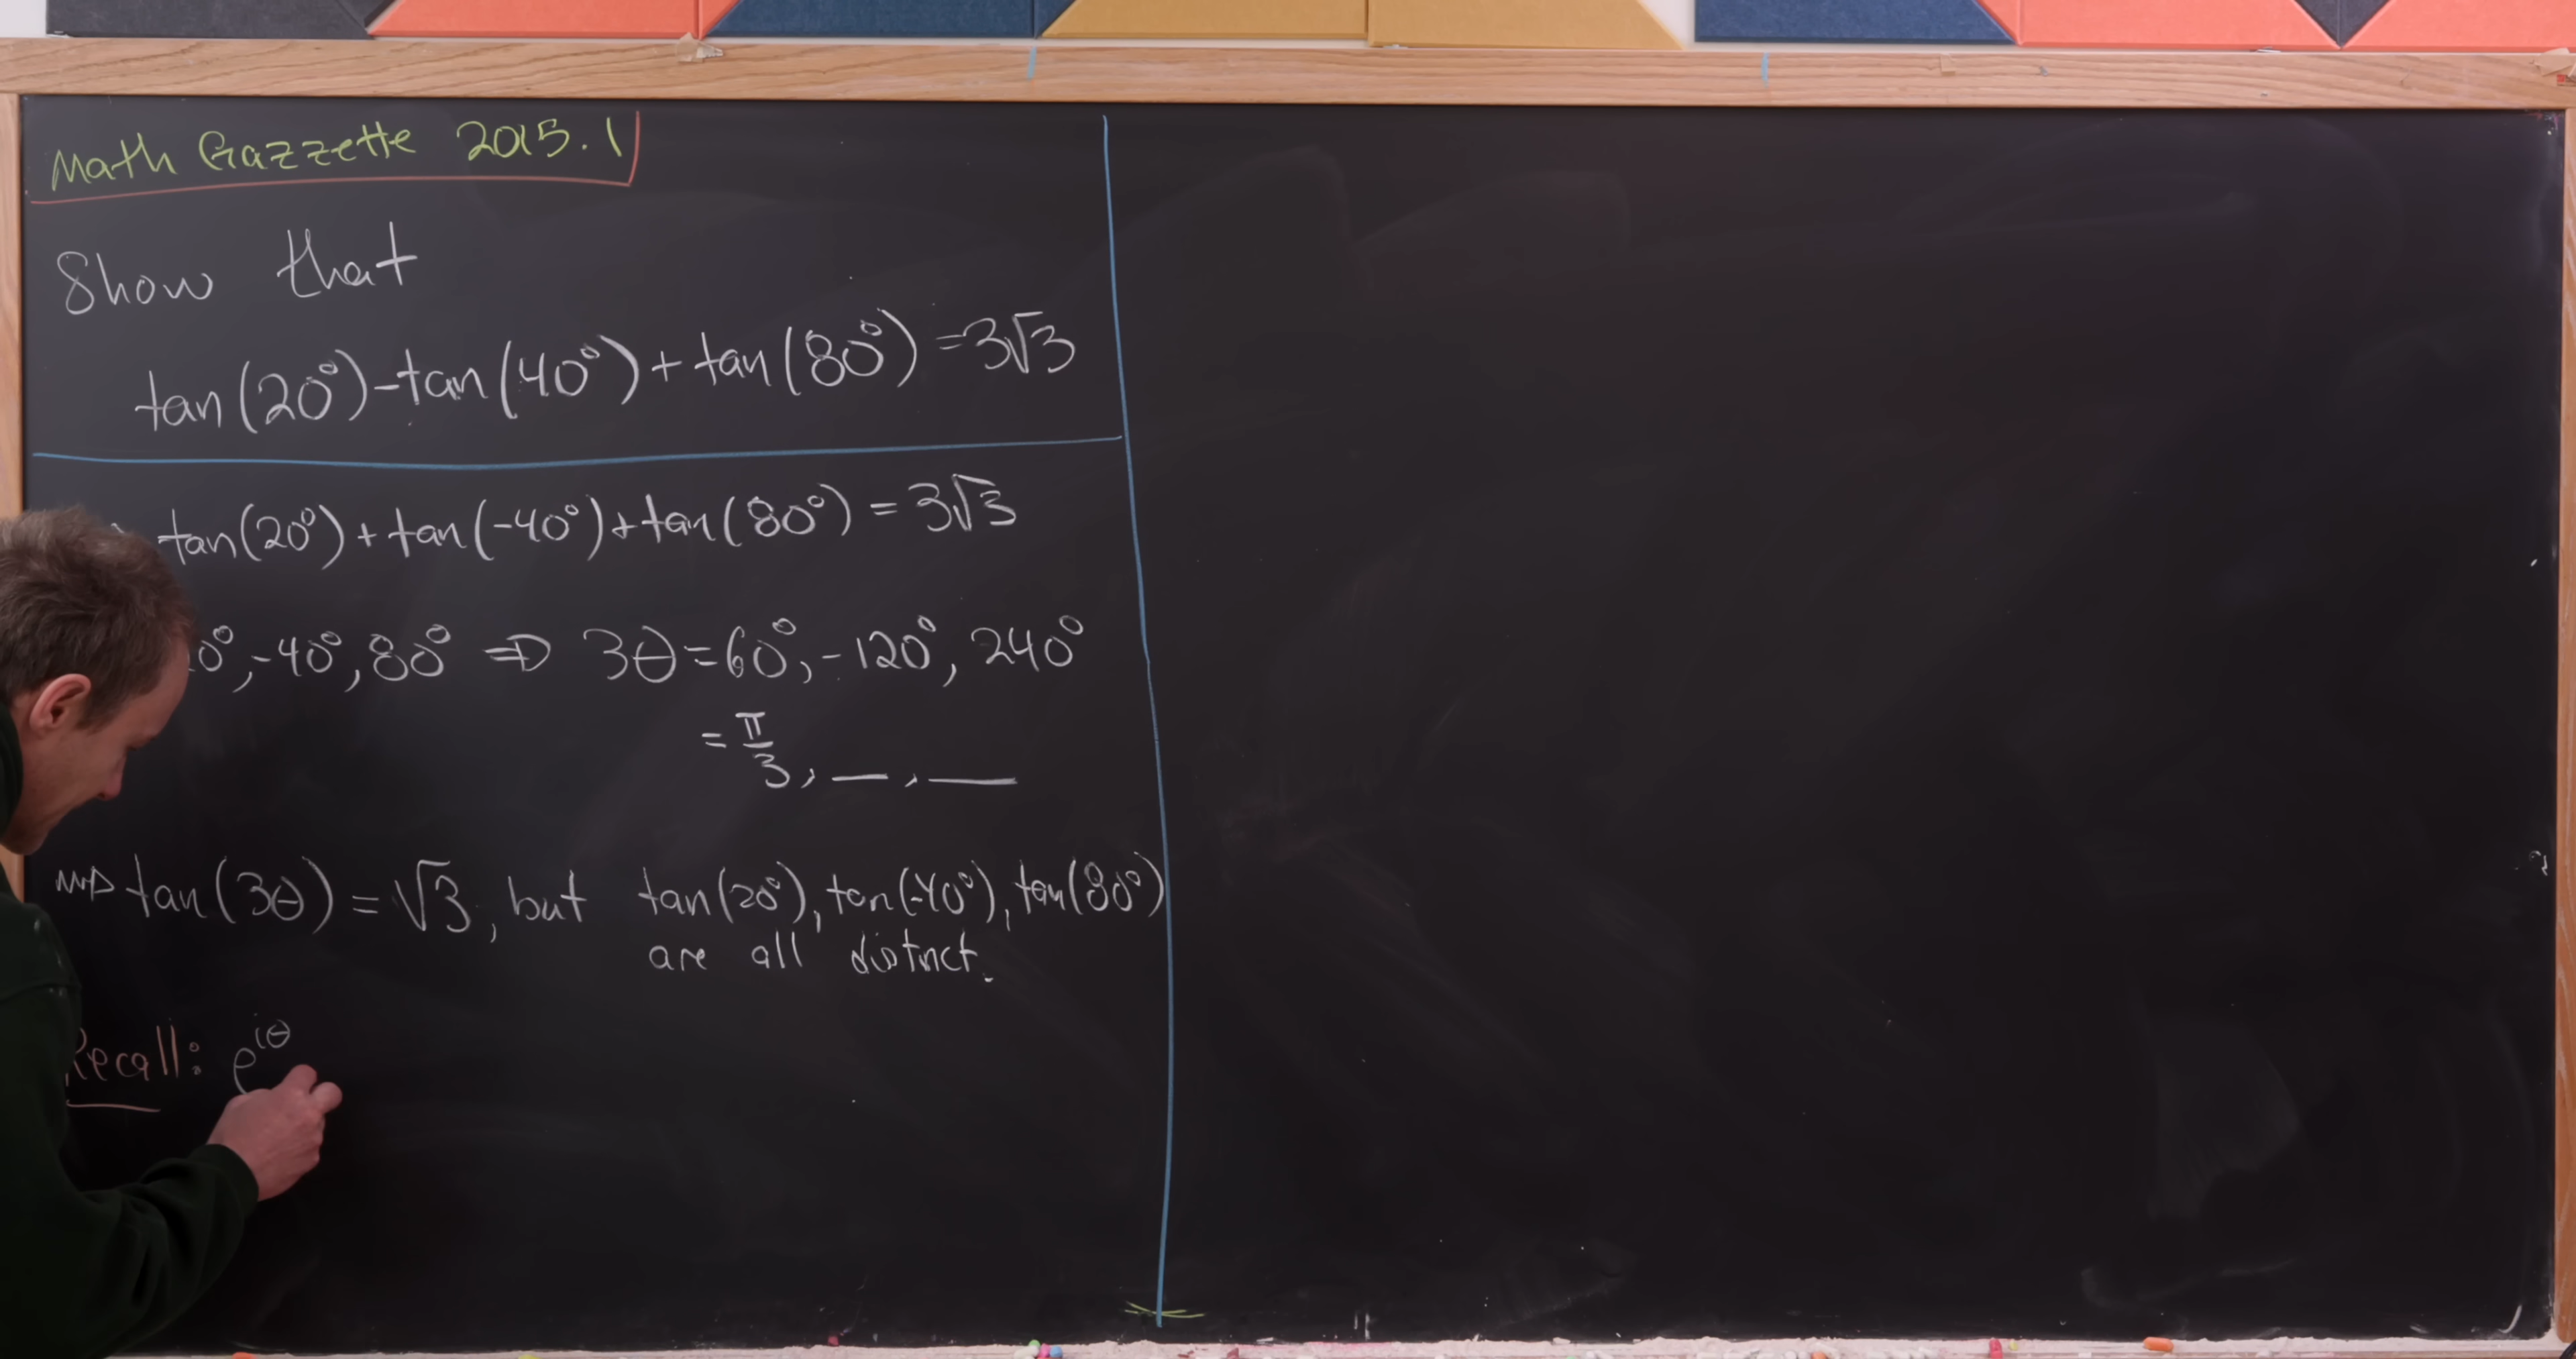 Math Gazzette 2015.1
Show that
tan(20°)-tan(40°)+tan(80°)=3√3
tan(20°)+tan(-40°)+tan(80°)=3√3
0°,-40°,80° ⇒ 3θ=60°,-120°,240°
=π/3, __, __
⇝ tan(3θ)=√3, but tan(20°), tan(-40°), tan(80°)
are all distinct.
Recall: e^{iθ}